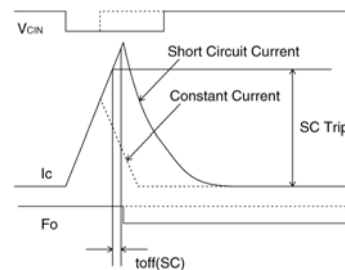 VCIN
Short Circuit Current
Constant Current
SC Trip
Ic
Fo
toff(SC)